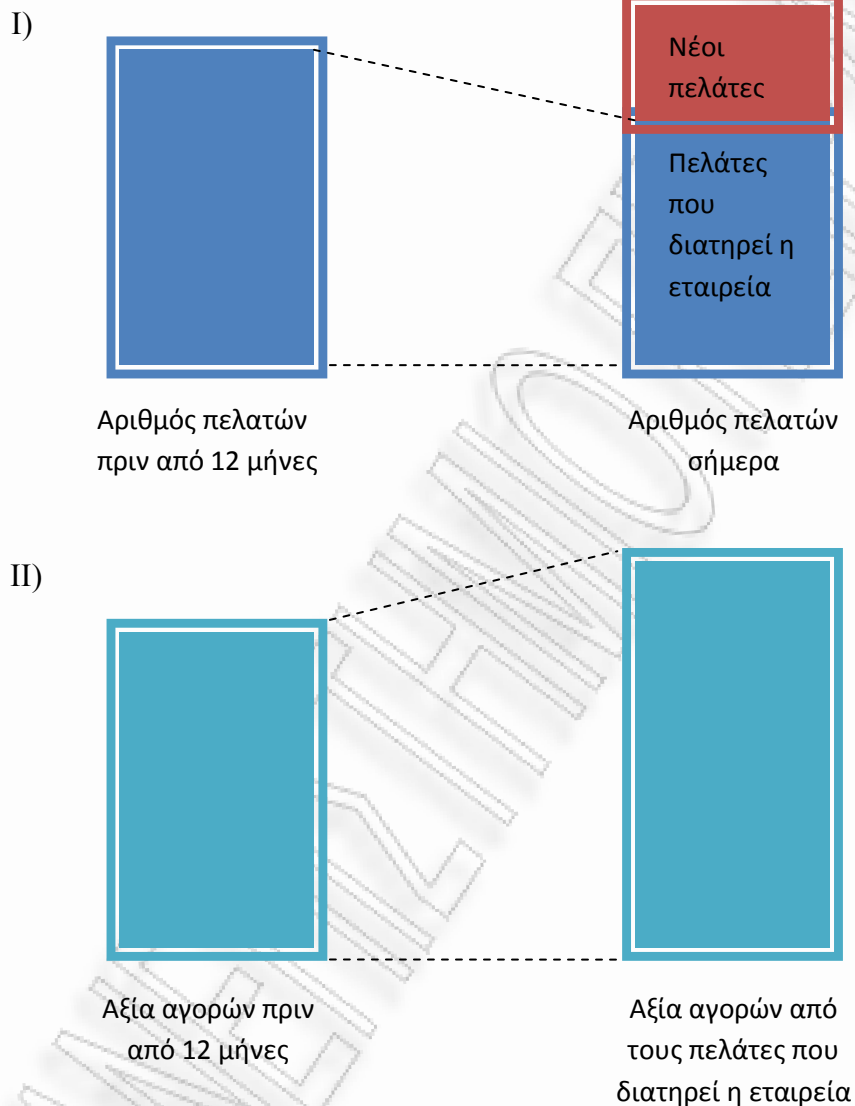 I)
Νέοι
πελάτες
Πελάτες
που
διατηρεί η
εταιρεία
Αριθμός πελατών
πριν από 12 μήνες
Αριθμός πελατών
σήμερα
II)
Αξία αγορών πριν
από 12 μήνες
Αξία αγορών από
τους πελάτες που
διατηρεί η εταιρεία